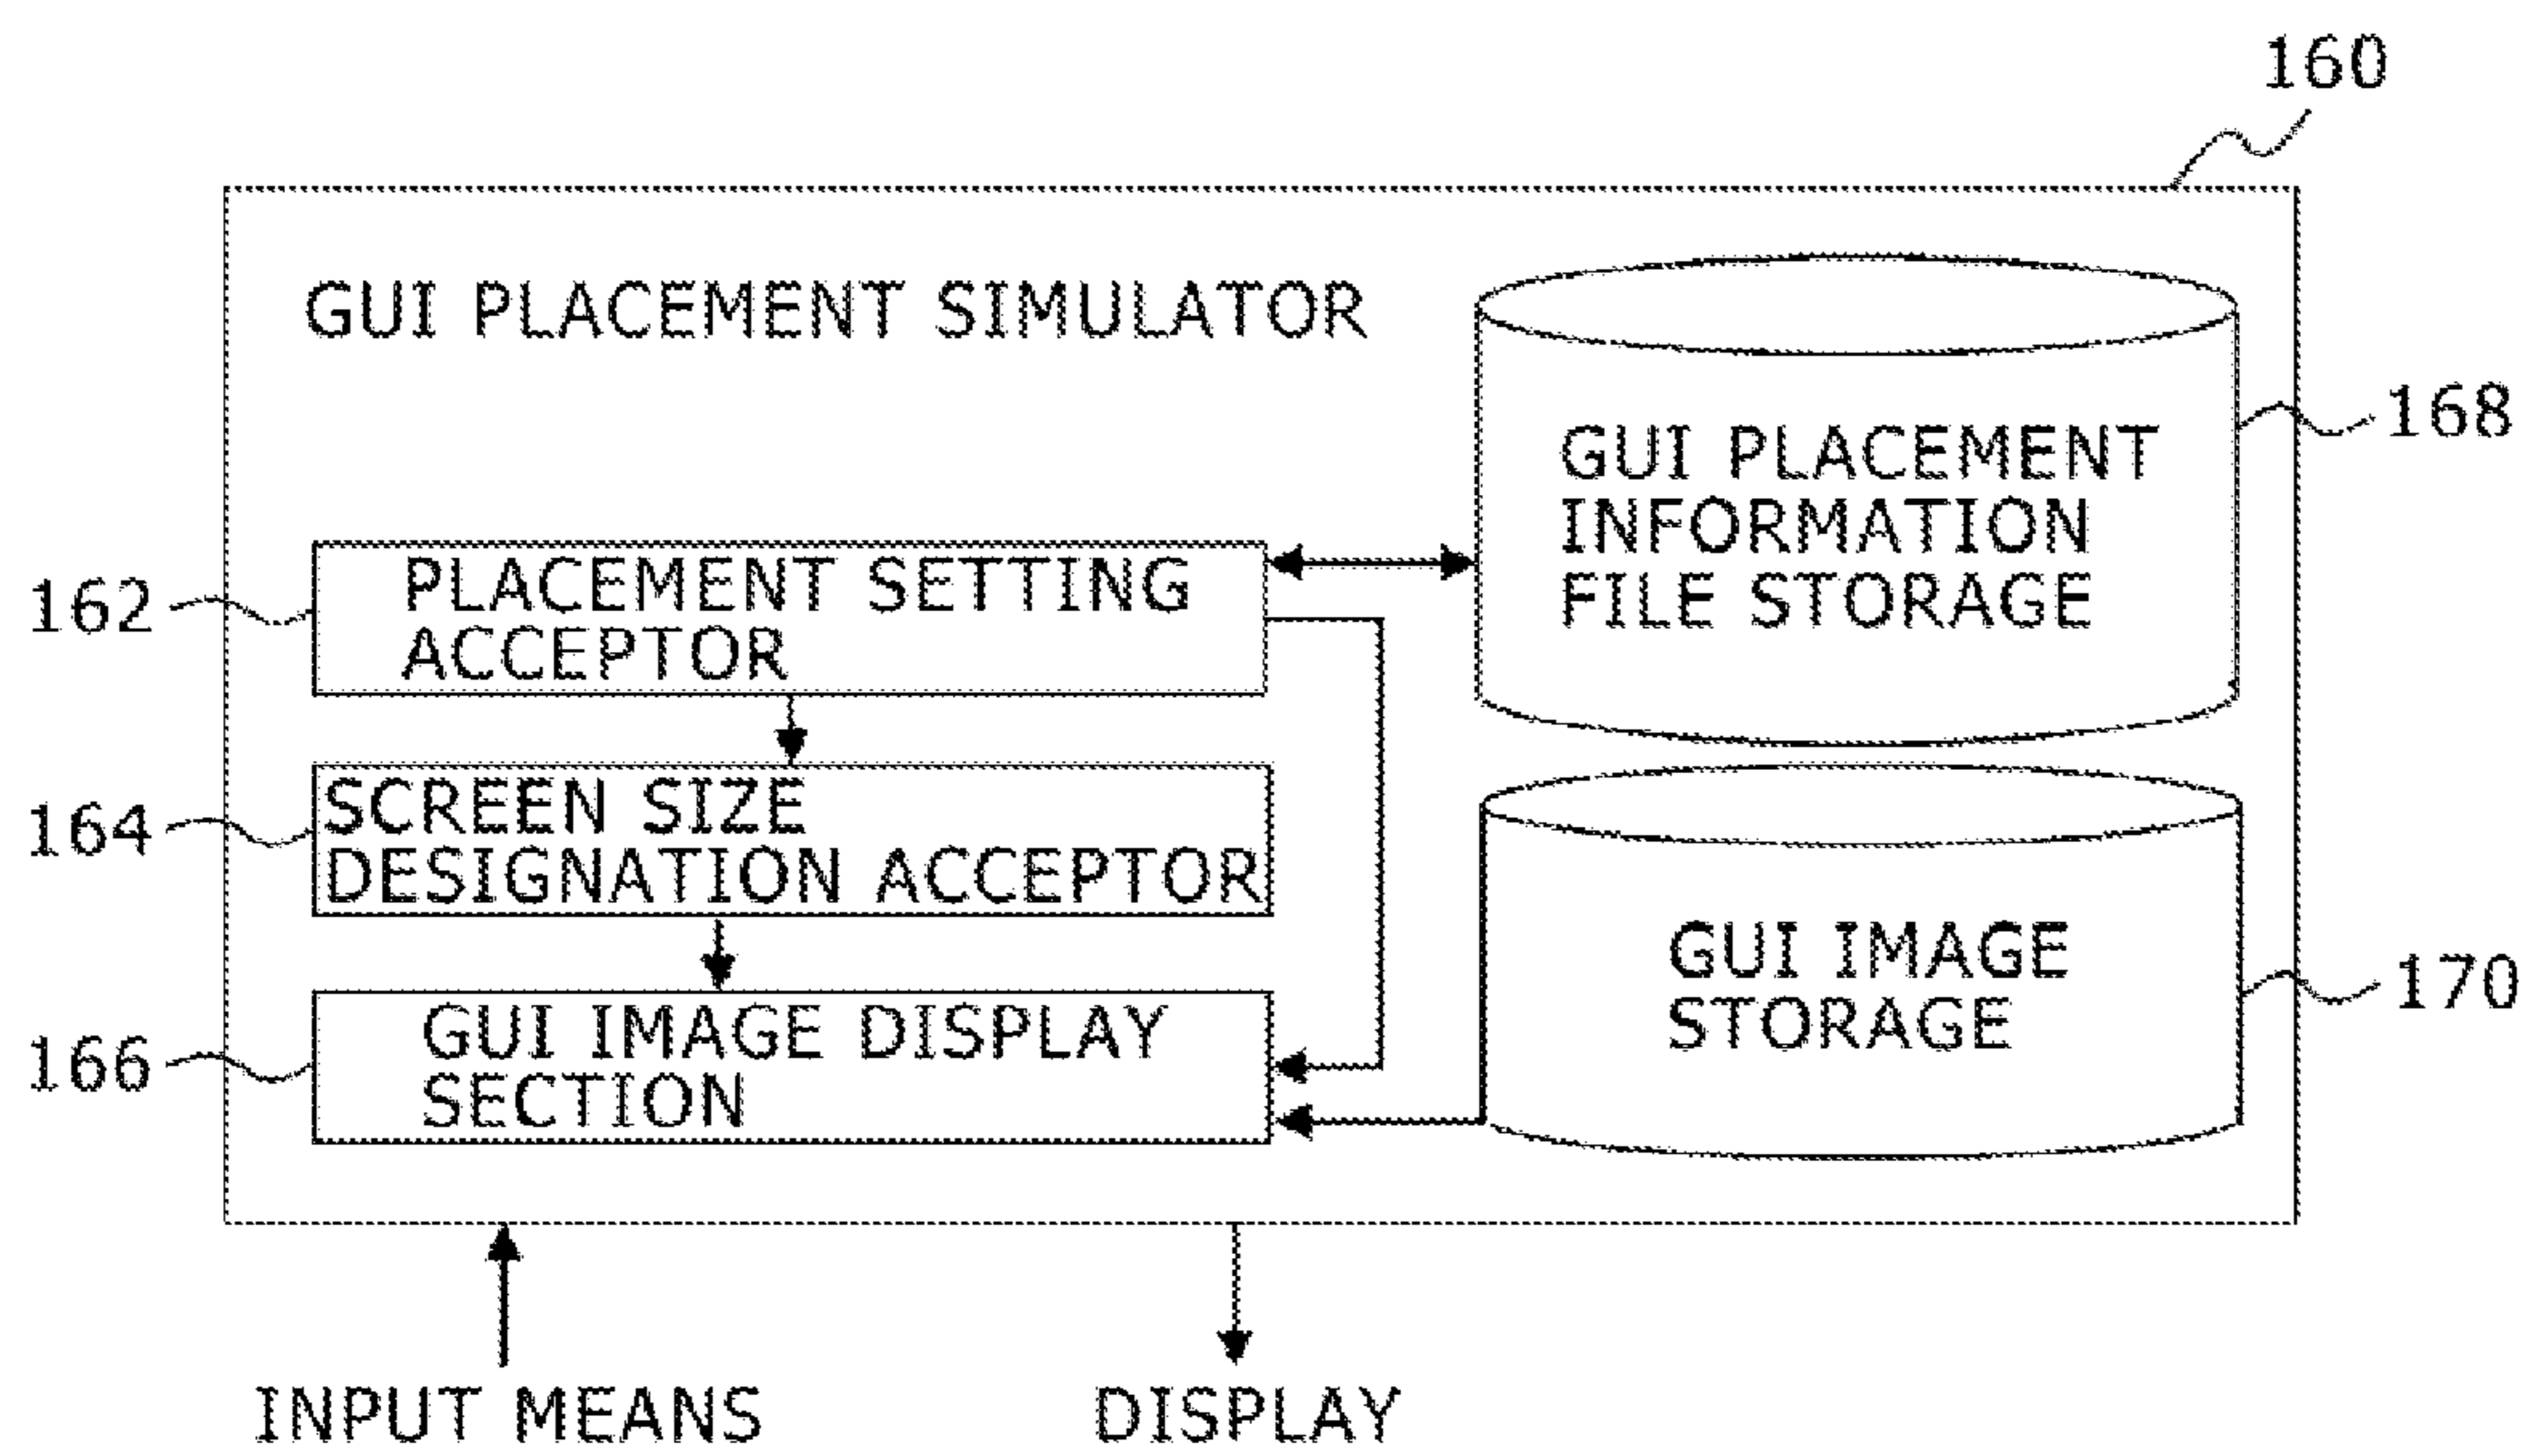 160
GUI PLACEMENT SIMULATOR
168
GUI PLACEMENT
INFORMATION
FILE STORAGE
162
PLACEMENT SETTING
ACCEPTOR
164
SCREEN SIZE
DESIGNATION ACCEPTOR
166
GUI IMAGE DISPLAY
SECTION
170
GUI IMAGE
STORAGE
INPUT MEANS
DISPLAY